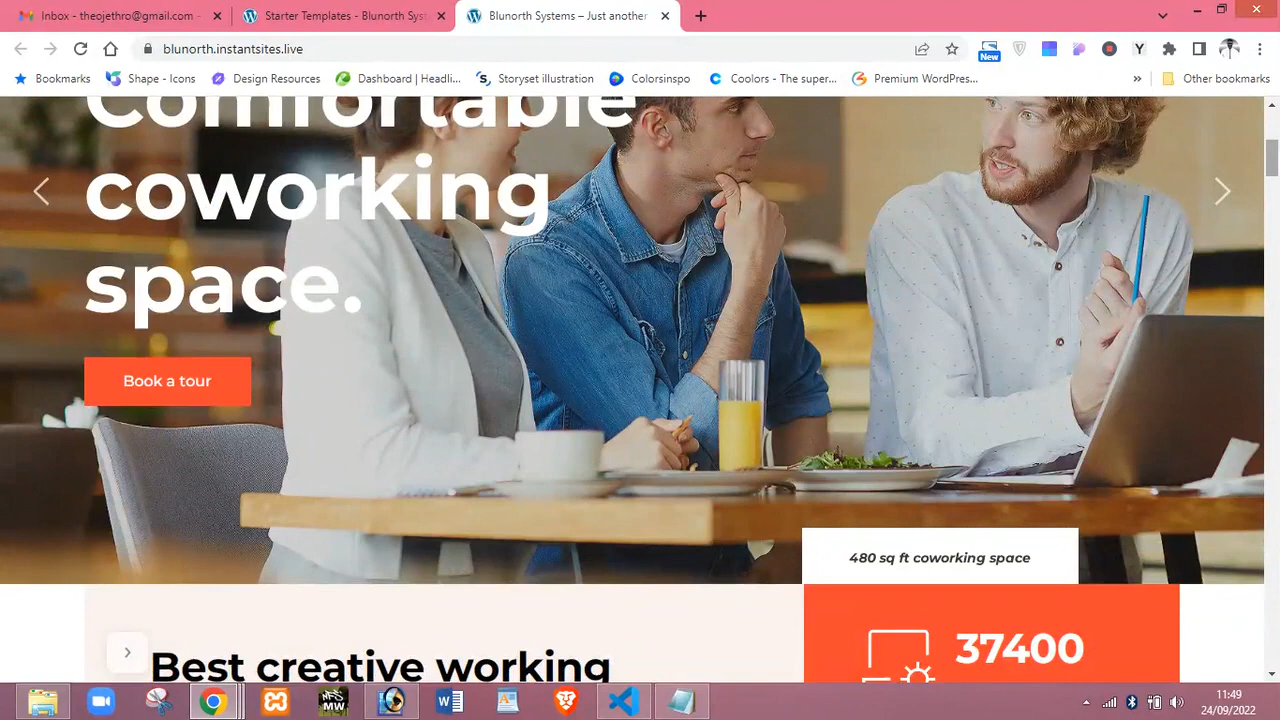 Inbox - theojethro@gmail.com -
Starter Templates - Blunorth Syst
Blunorth Systems – Just another
blunorth.instantsites.live
New
Y
Bookmarks
Shape - Icons
Design Resources
Dashboard | Headli...
Storyset illustration
Colorsinspo
Coolors - The super...
Premium WordPres...
»
Other bookmarks
Comfortable
coworking
space.
Book a tour
480 sq ft coworking space
37400
Best creative working
MW
11:49
24/09/2022